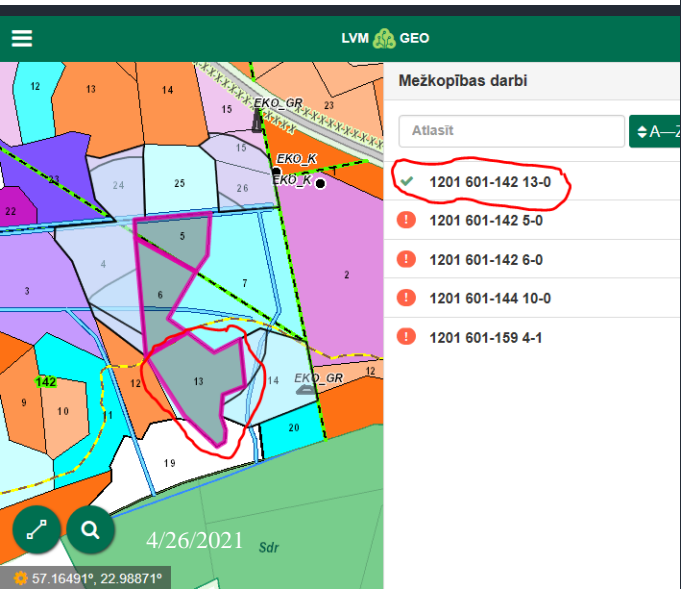 LVM GEO
Mežkopības darbi
Atlasīt
A—Z
1201 601-142 13-0
1201 601-142 5-0
1201 601-142 6-0
1201 601-144 10-0
1201 601-159 4-1
12
13
14
15
EKO_GR
23
15
EKO_K
EKO_K
23
24
25
26
22
5
4
3
6
7
2
142
9
10
11
12
13
14
EKO_GR
12
20
19
4/26/2021
Sdr
57.16491°, 22.98871°